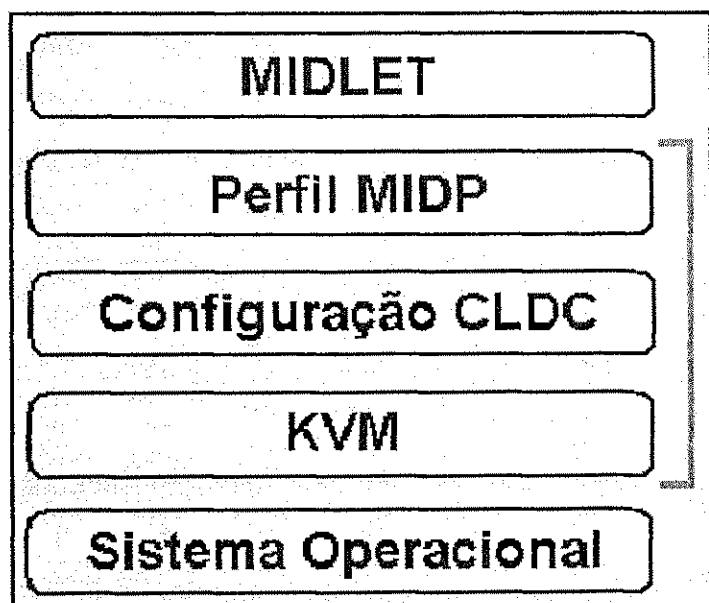 MIDLET
Perfil MIDP
Configuração CLDC
KVM
Sistema Operacional